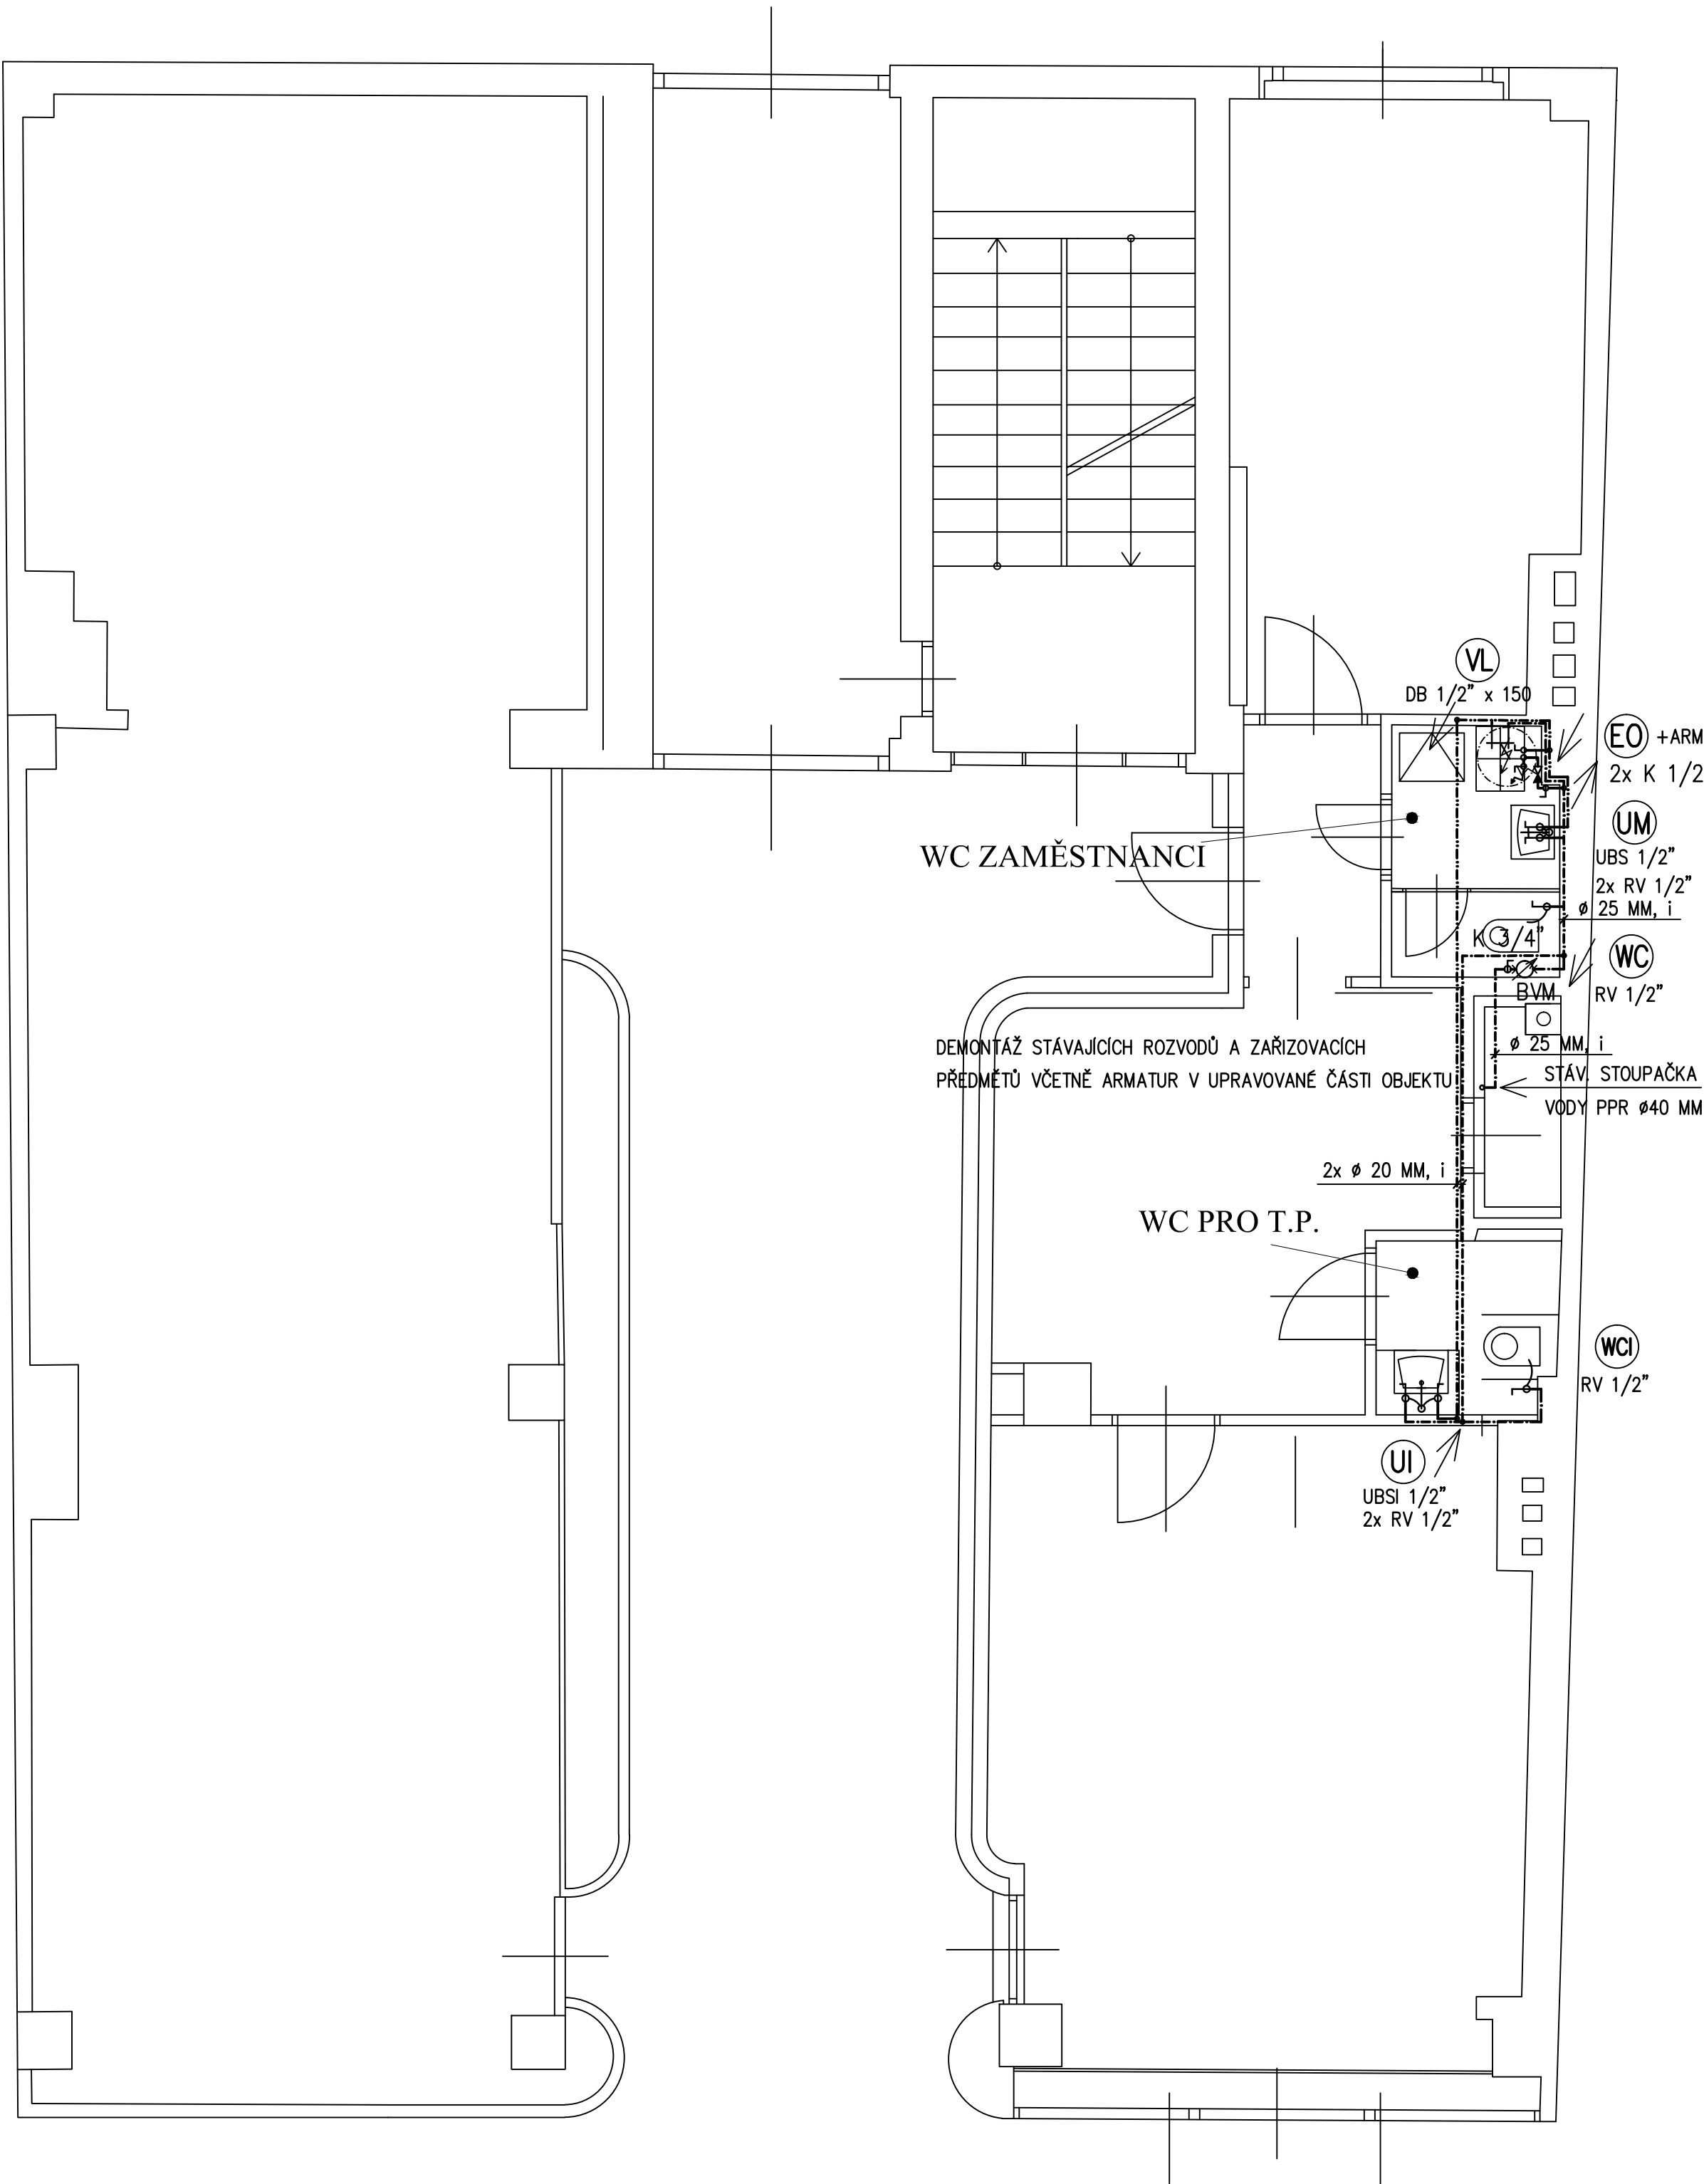 VL
DB 1/2" x 150
EO +ARM
2x K 1/2
UM
UBS 1/2"
2x RV 1/2"
ø 25 MM, i
WC ZAMĚSTNANCI
K 3/4"
WC
RV 1/2"
BVM
DEMONTÁŽ STÁVAJÍCÍCH ROZVODŮ A ZAŘIZOVACÍCH
PŘEDMĚTŮ VČETNĚ ARMATUR V UPRAVOVANÉ ČÁSTI OBJEKTU
ø 25 MM, i
STÁV. STOUPAČKA
VODY PPR ø40 MM
2x ø 20 MM, i
WC PRO T.P.
WCI
RV 1/2"
UI
UBSI 1/2"
2x RV 1/2"